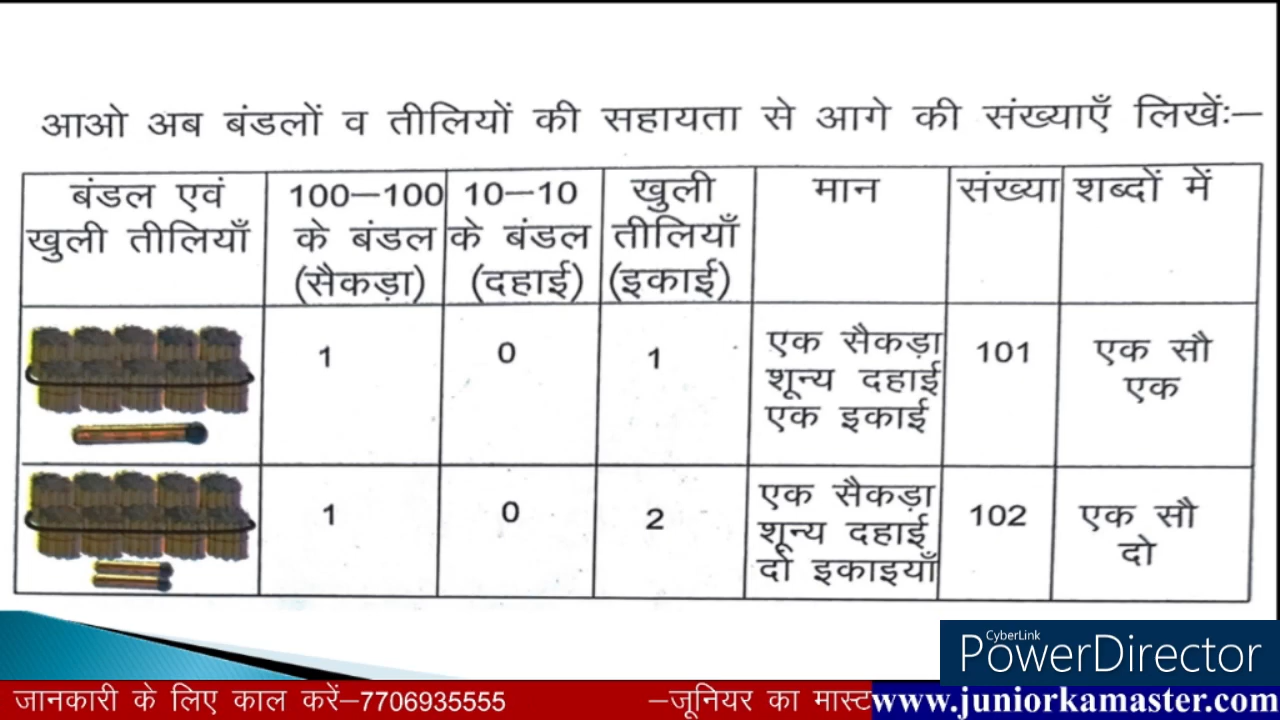 आओ अब बंडलों व तीलियों की सहायता से आगे की संख्याएँ लिखेंः–
बंडल एवं खुली तीलियाँ
100–100 के बंडल (सैकड़ा)
10–10 के बंडल (दहाई)
खुली तीलियाँ (इकाई)
मान
संख्या
शब्दों में
1
0
1
एक सैकड़ा
शून्य दहाई
एक इकाई
101
एक सौ
एक
1
0
2
एक सैकड़ा
शून्य दहाई
दो इकाइयाँ
102
एक सौ
दो
CyberLink
PowerDirector
जानकारी के लिए काल करें–7706935555 –जूनियर का मास्ट www.juniorkamaster.com